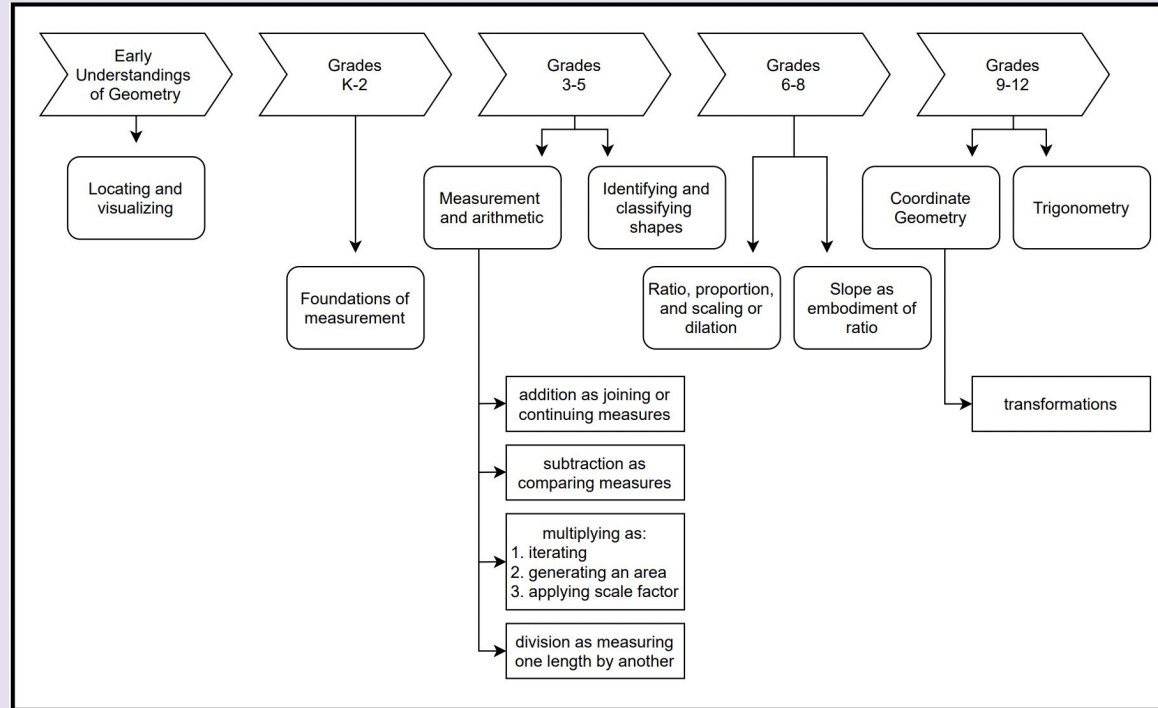 Early
Understandings
of Geometry
Grades
K-2
Grades
3-5
Grades
6-8
Grades
9-12
Locating and
visualizing
Measurement
and arithmetic
Identifying and
classifying
shapes
Coordinate
Geometry
Trigonometry
Foundations of
measurement
Ratio, proportion,
and scaling or
dilation
Slope as
embodiment of
ratio
addition as joining or
continuing measures
transformations
subtraction as
comparing measures
multiplying as:
1. iterating
2. generating an area
3. applying scale factor
division as measuring
one length by another